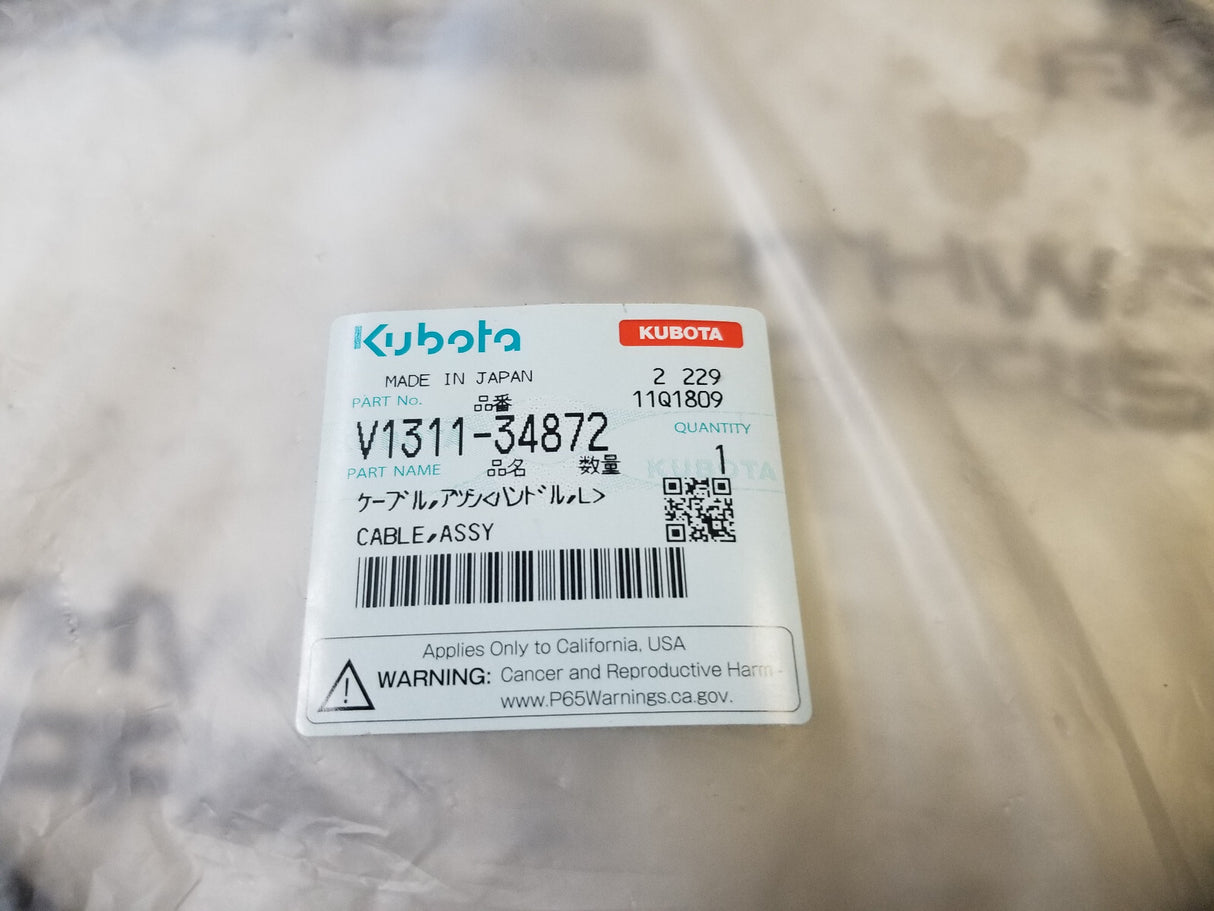 Kubota
KUBOTA
MADE IN JAPAN
2 229
PART No.
品番
11Q1809
V1311-34872
QUANTITY
1
PART NAME
品名
数量
KUBOTA
ケーブル,アツシ<ハンドル,L>
CABLE,ASSY
Applies Only to California, USA
WARNING: Cancer and Reproductive Harm -
www.P65Warnings.ca.gov.